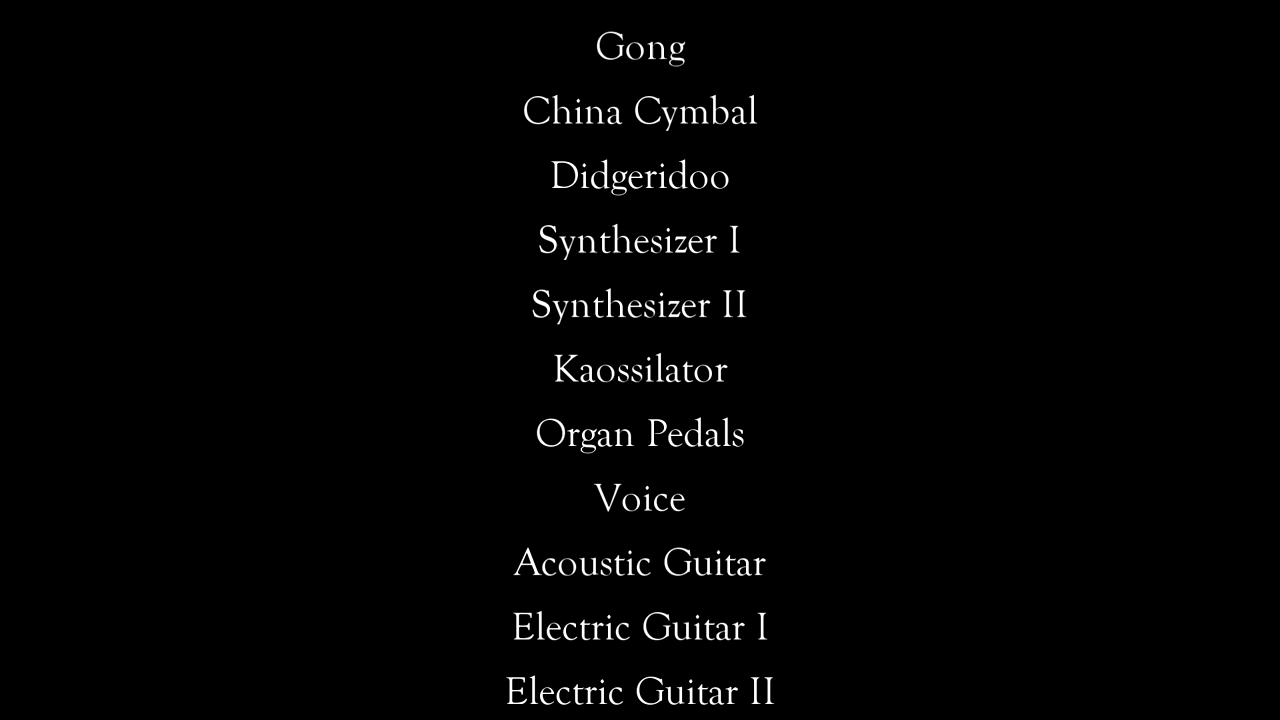 Gong
China Cymbal
Didgeridoo
Synthesizer I
Synthesizer II
Kaossilator
Organ Pedals
Voice
Acoustic Guitar
Electric Guitar I
Electric Guitar II